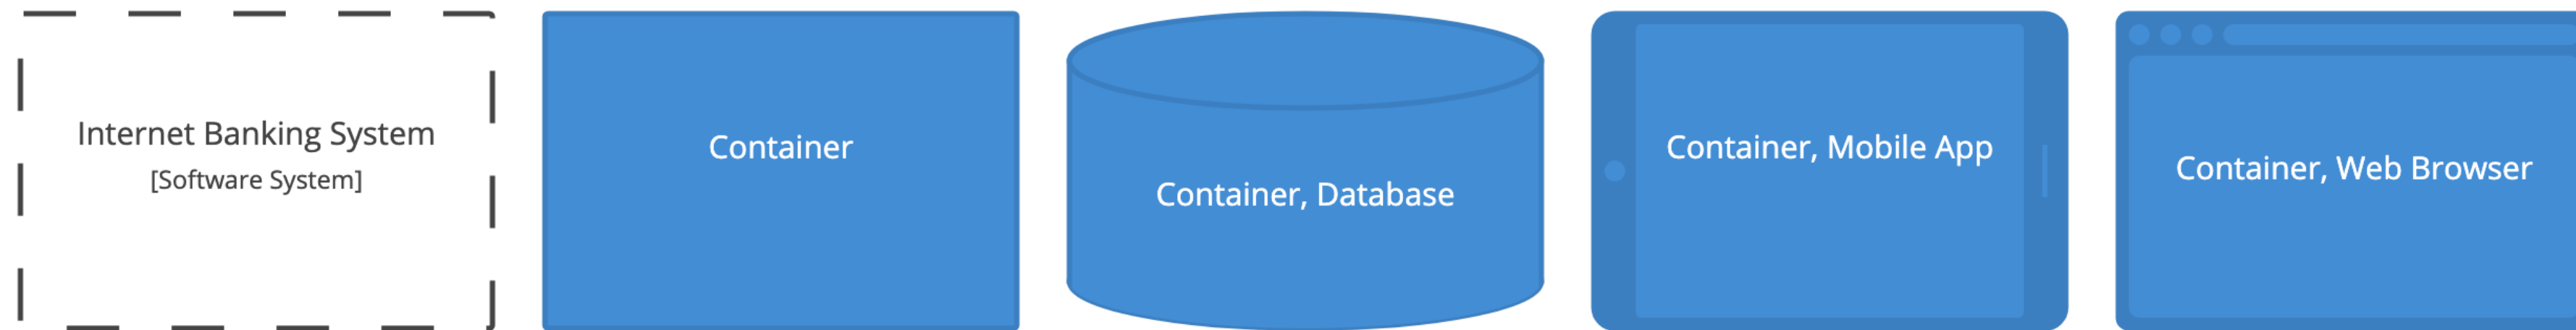 Internet Banking System
[Software System]
Container
Container, Database
Container, Mobile App
Container, Web Browser